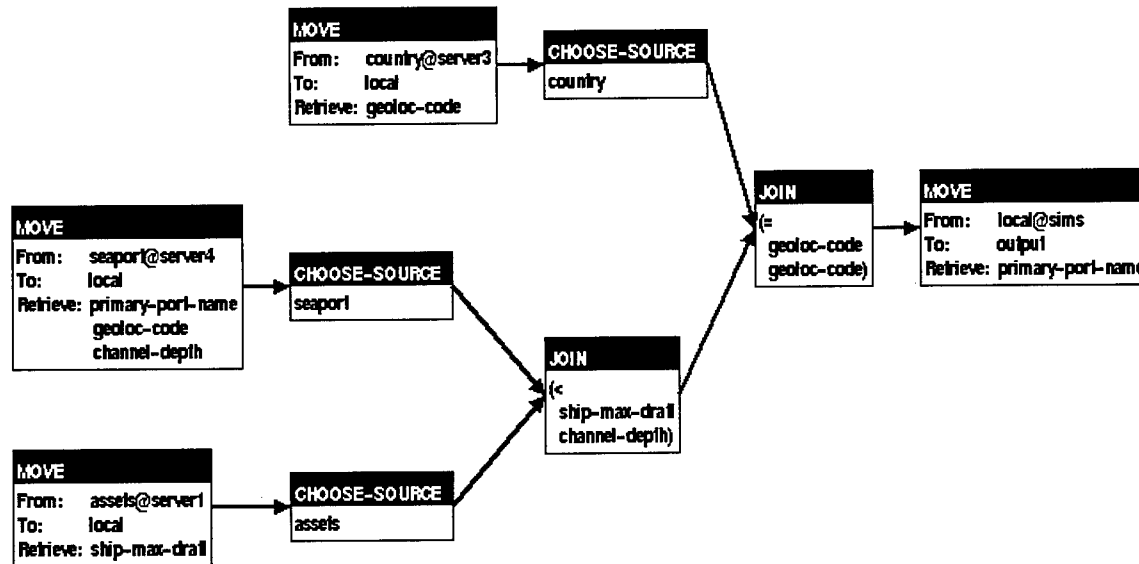 MOVE
From: country@server3
To: local
Retrieve: geoloc-code
CHOOSE-SOURCE
country
JOIN
(=
geoloc-code
geoloc-code)
MOVE
From: local@sims
To: output
Retrieve: primary-port-name
MOVE
From: seaport@server4
To: local
Retrieve: primary-port-name
geoloc-code
channel-depth
CHOOSE-SOURCE
seaport
JOIN
(<
ship-max-draft
channel-depth)
MOVE
From: assets@server1
To: local
Retrieve: ship-max-draft
CHOOSE-SOURCE
assets